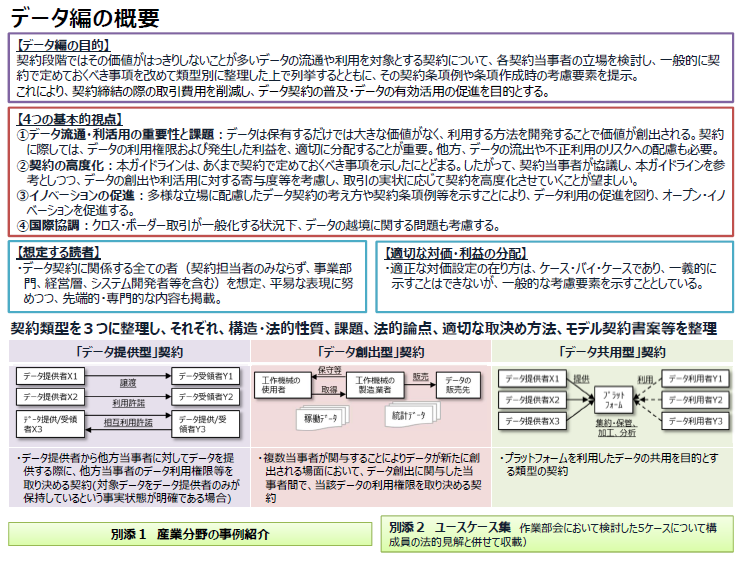 データ編の概要
【データ編の目的】
契約段階ではその価値がはっきりしないことが多いデータの流通や利用を対象とする契約について、各契約当事者の立場を検討し、一般的に契
約で定めておくべき事項を改めて類型別に整理した上で列挙するとともに、その契約条項例や条項作成時の考慮要素を提示。
これにより、契約締結の際の取引費用を削減し、データ契約の普及・データの有効活用の促進を目的とする。
【4つの基本的視点】
①データ流通・利活用の重要性と課題：データは保有するだけでは大きな価値がなく、利用する方法を開発することで価値が創出される。契約
に際しては、データの利用権限および発生した利益を、適切に分配することが重要。他方、データの流出や不正利用のリスクへの配慮も必要。
②契約の高度化：本ガイドラインは、あくまで契約で定めておくべき事項を示したにとどまる。したがって、契約当事者が協議し、本ガイドラインを参
考としつつ、データの創出や利活用に対する寄与度等を考慮し、取引の実状に応じて契約を高度化させていくことが望ましい。
③イノベーションの促進：多様な立場に配慮したデータ契約の考え方や契約条項例等を示すことにより、データ利用の促進を図り、オープン・イノ
ベーションを促進する。
④国際協調：クロス・ボーダー取引が一般化する状況下、データの越境に関する問題も考慮する。
【想定する読者】
・データ契約に関係する全ての者（契約担当者のみならず、事業部
門、経営層、システム開発者等を含む）を想定、平易な表現に努
めつつ、先端的・専門的な内容も掲載。
【適切な対価・利益の分配】
・適正な対価設定の在り方は、ケース・バイ・ケースであり、一義的に
示すことはできないが、一般的な考慮要素を示すこととしている。
契約類型を３つに整理し、それぞれ、構造・法的性質、課題、法的論点、適切な取決め方法、モデル契約書案等を整理
「データ提供型」契約
データ提供者X1
譲渡
データ受領者Y1
データ提供者X2
利用許諾
データ受領者Y2
データ提供/受領者
X3
相互利用許諾
データ提供/受
領者Y3
・データ提供者から他方当事者に対してデータを提
供する際に、他方当事者のデータ利用権限等を
取り決める契約(対象データをデータ提供者のみが
保持しているという事実状態が明確である場合)
「データ創出型」契約
工作機械の
使用者
保守等
取得
工作機械の
製造業者
販売
データの
販売先
稼働データ
統計データ
・複数当事者が関与することによりデータが新たに創
出される場面において、データ創出に関与した当
事者間で、当該データの利用権限を取り決める契
約
「データ共用型」契約
データ提供者X1
データ提供者X2
データ提供者X3
提供
プラット
フォーム
集約・保管、
加工、分析
利用
データ利用者Y1
データ利用者Y2
データ利用者Y3
・プラットフォームを利用したデータの共用を目的とす
る類型の契約
別添１ 産業分野の事例紹介
別添２ ユースケース集 作業部会において検討した5ケースについて構
成員の法的見解と併せて収載）